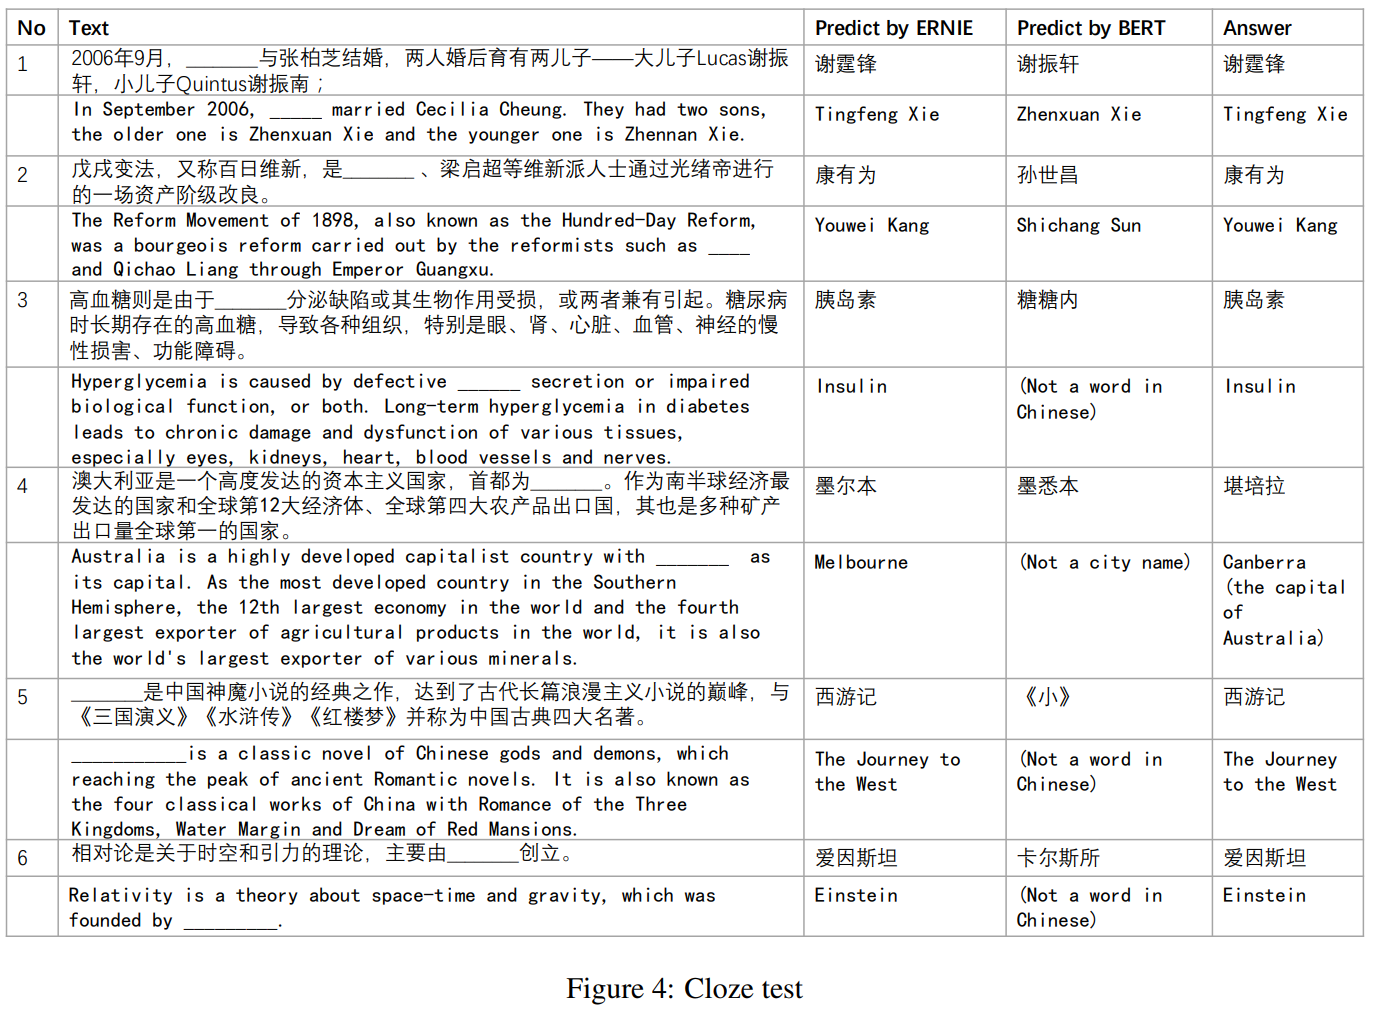 No Text Predict by ERNIE Predict by BERT Answer
1 2006年9月，_______与张柏芝结婚，两人婚后育有两儿子——大儿子Lucas谢振 谢霆锋 谢振轩 谢霆锋
轩，小儿子Quintus谢振南；
In September 2006, _____ married Cecilia Cheung. They had two sons, Tingfeng Xie Zhenxuan Xie Tingfeng Xie
the older one is Zhenxuan Xie and the younger one is Zhennan Xie.
2 戊戌变法，又称百日维新，是_______ 、梁启超等维新派人士通过光绪帝进行 康有为 孙世昌 康有为
的一场资产阶级改良。
The Reform Movement of 1898, also known as the Hundred-Day Reform, Youwei Kang Shichang Sun Youwei Kang
was a bourgeois reform carried out by the reformists such as ____
and Qichao Liang through Emperor Guangxu.
3 高血糖则是由于_______分泌缺陷或其生物作用受损，或两者兼有引起。糖尿病 胰岛素 糖糖内 胰岛素
时长期存在的高血糖，导致各种组织，特别是眼、肾、心脏、血管、神经的慢
性损害、功能障碍。
Hyperglycemia is caused by defective ______ secretion or impaired Insulin (Not a word in Insulin
biological function, or both. Long-term hyperglycemia in diabetes Chinese)
leads to chronic damage and dysfunction of various tissues,
especially eyes, kidneys, heart, blood vessels and nerves.
4 澳大利亚是一个高度发达的资本主义国家，首都为_______。作为南半球经济最 墨尔本 墨悉本 堪培拉
发达的国家和全球第12大经济体、全球第四大农产品出口国，其也是多种矿产
出口量全球第一的国家。
Australia is a highly developed capitalist country with _______ as Melbourne (Not a city name) Canberra
its capital. As the most developed country in the Southern (the capital
Hemisphere, the 12th largest economy in the world and the fourth of
largest exporter of agricultural products in the world, it is also Australia)
the world's largest exporter of various minerals.
5 _______是中国神魔小说的经典之作，达到了古代长篇浪漫主义小说的巅峰，与 西游记 《小》 西游记
《三国演义》《水浒传》《红楼梦》并称为中国古典四大名著。
___________is a classic novel of Chinese gods and demons, which The Journey to (Not a word in The Journey
reaching the peak of ancient Romantic novels. It is also known as the West Chinese) to the West
the four classical works of China with Romance of the Three
Kingdoms, Water Margin and Dream of Red Mansions.
6 相对论是关于时空和引力的理论，主要由_______创立。 爱因斯坦 卡尔斯所 爱因斯坦
Relativity is a theory about space-time and gravity, which was Einstein (Not a word in Einstein
founded by _________. Chinese)
Figure 4: Cloze test